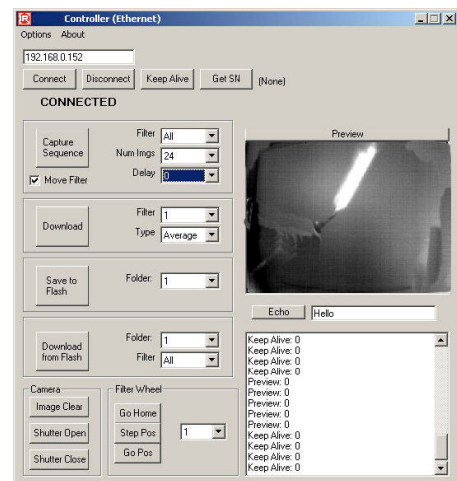 Controller (Ethernet)
Options About
192.168.0.152
Connect Disconnect Keep Alive Get SN (None)
CONNECTED
Capture Sequence
Filter All
Num Imgs 24
Delay 0
Move Filter
Preview
Download
Filter 1
Type Average
Save to Flash
Folder: 1
Echo Hello
Download from Flash
Folder: 1
Filter All
Keep Alive: 0
Keep Alive: 0
Keep Alive: 0
Keep Alive: 0
Preview: 0
Preview: 0
Preview: 0
Preview: 0
Preview: 0
Keep Alive: 0
Keep Alive: 0
Keep Alive: 0
Keep Alive: 0
Camera
Image Clear
Shutter Open
Shutter Close
Filter Wheel
Go Home
Step Pos 1
Go Pos